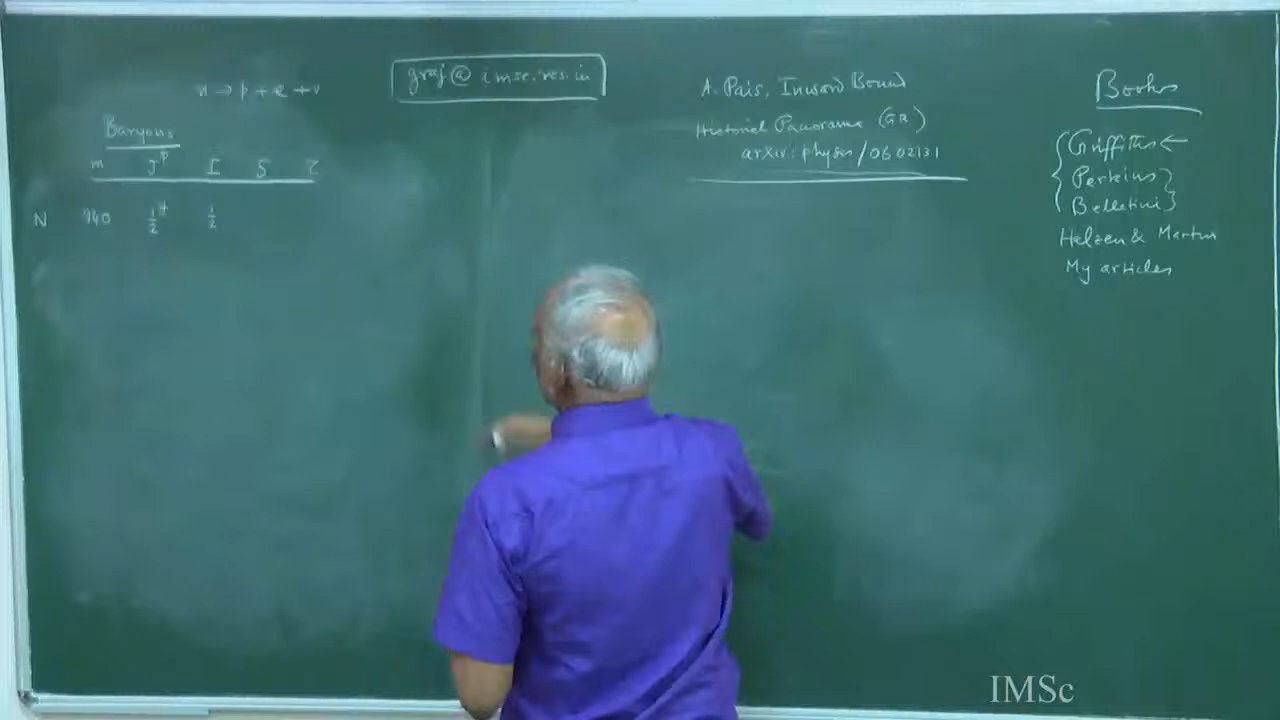 graj@imsc.res.in
n → p + e + ν
Baryons
m J^P I S τ
N 940 1/2^+ 1/2
A. Pais, Inward Bound
Historical Panorama (GR)
arxiv: physics/0602131
Books
Griffiths ←
Perkins
Bettini
Halzen & Martin
My articles
IMSc